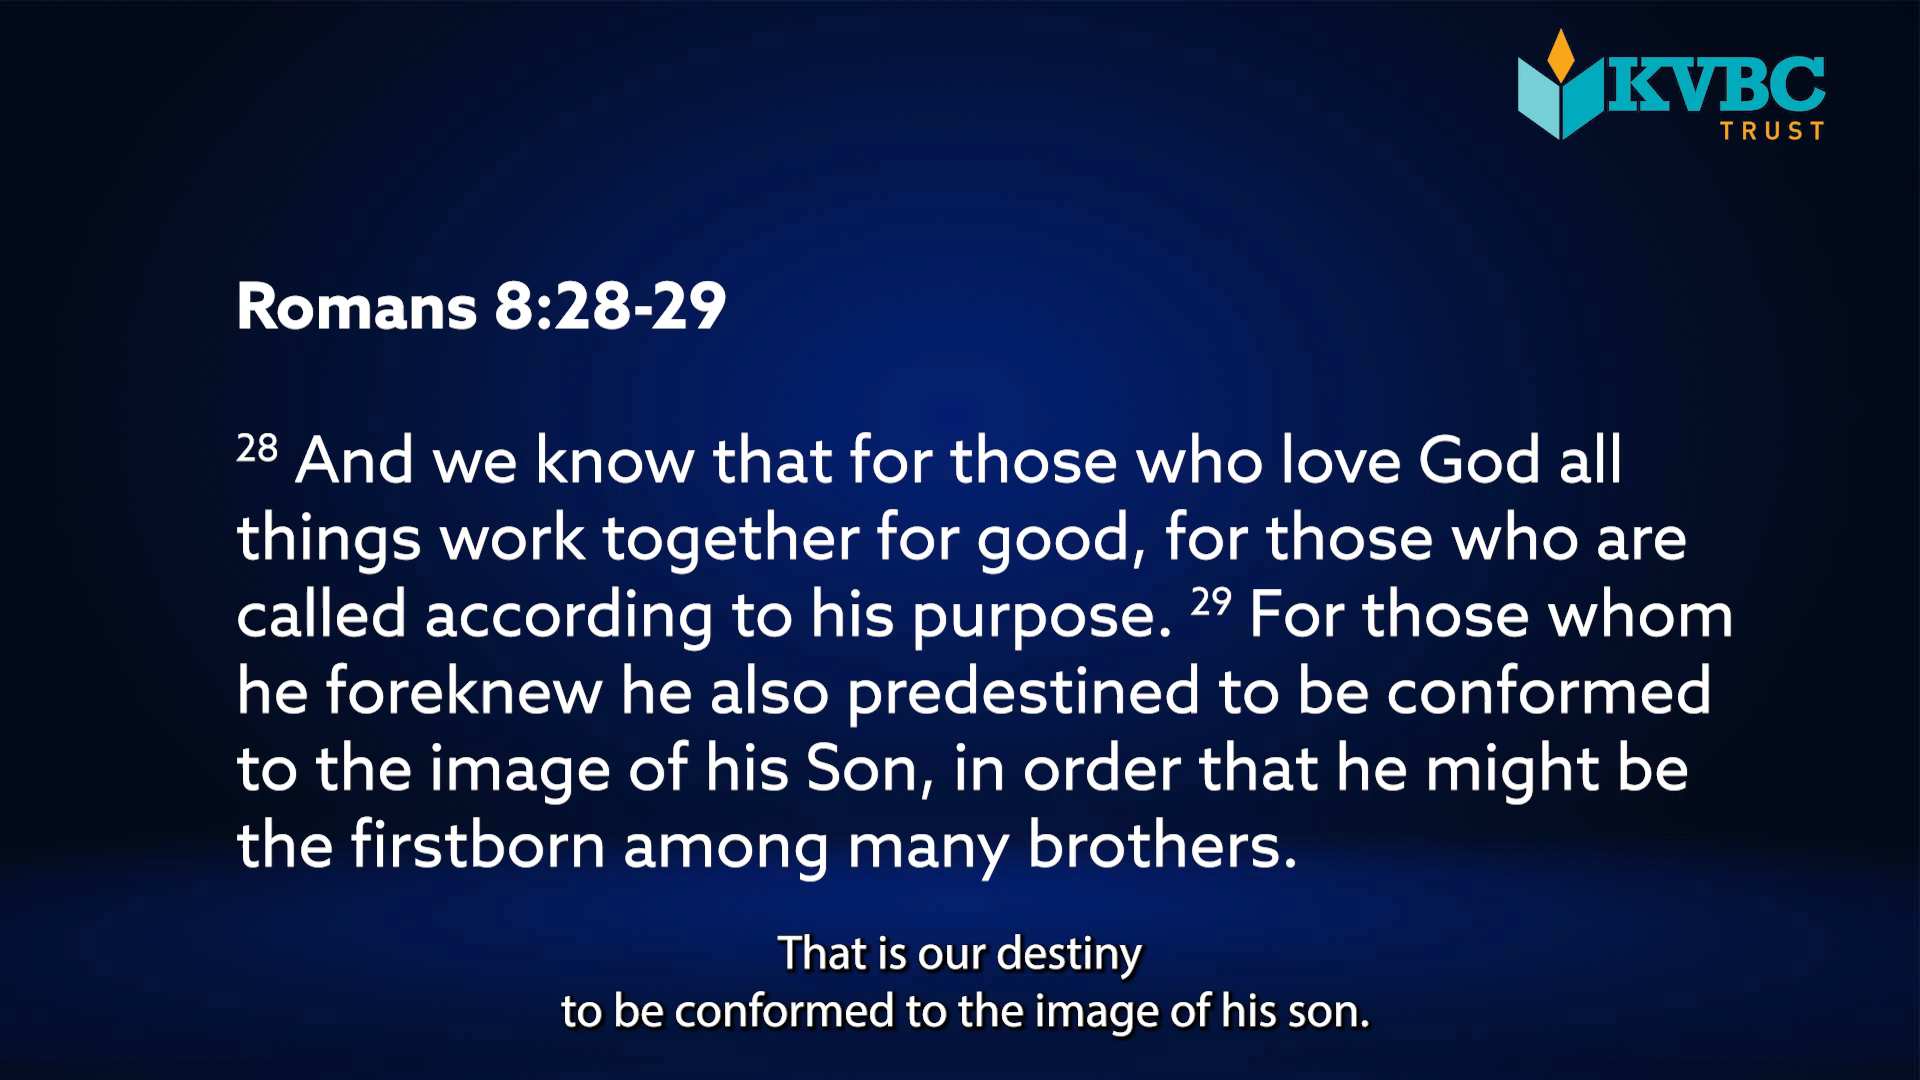 KVBC
TRUST
Romans 8:28-29
28 And we know that for those who love God all
things work together for good, for those who are
called according to his purpose. 29 For those whom
he foreknew he also predestined to be conformed
to the image of his Son, in order that he might be
the firstborn among many brothers.
That is our destiny
to be conformed to the image of his son.